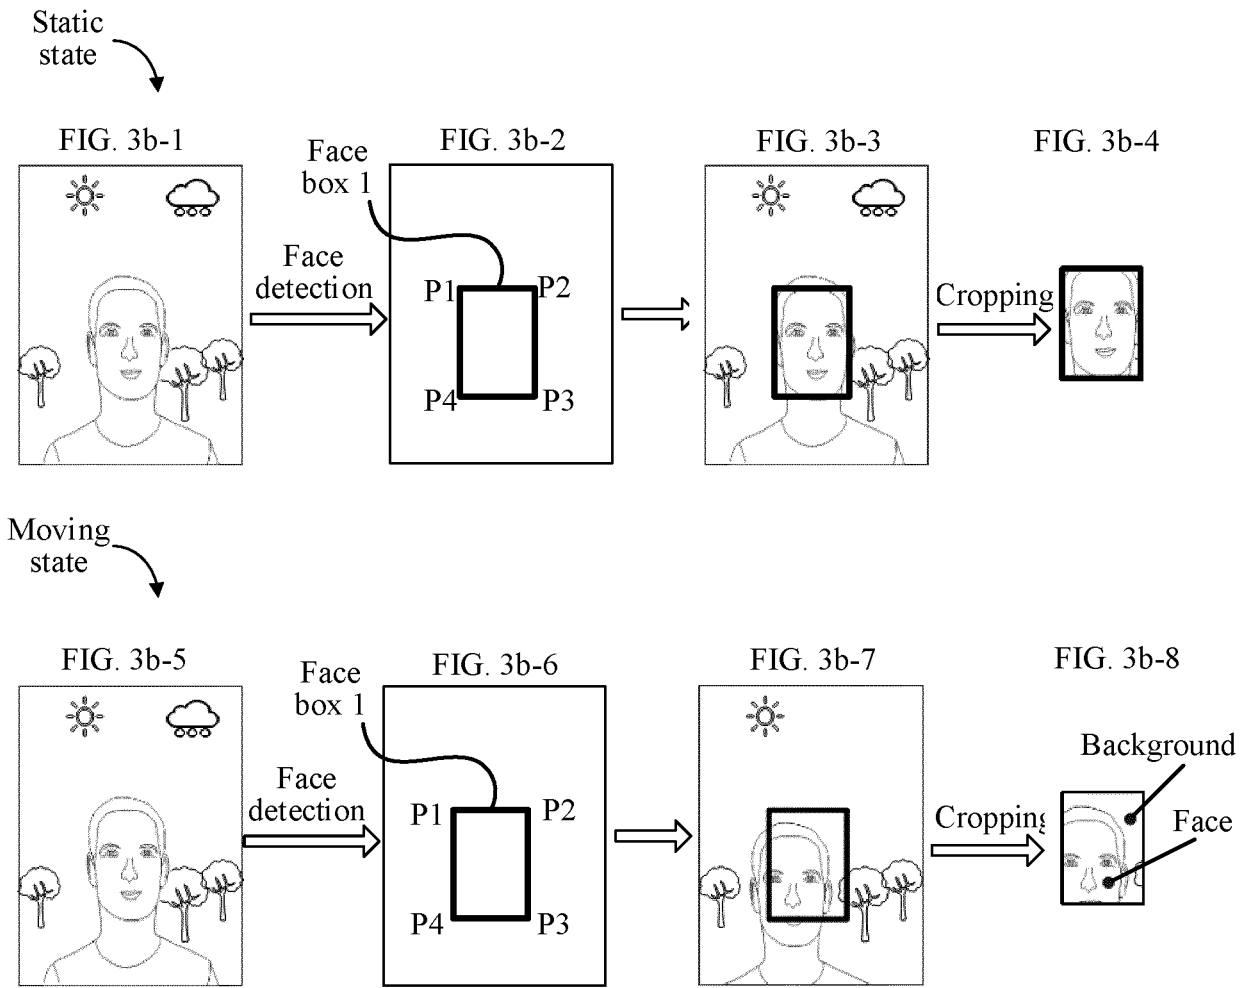 Static
state
FIG. 3b-1
FIG. 3b-2
FIG. 3b-3
FIG. 3b-4
Face
box 1
Face
detection
P1
P2
P4
P3
Cropping
Moving
state
FIG. 3b-5
FIG. 3b-6
FIG. 3b-7
FIG. 3b-8
Face
box 1
Face
detection
P1
P2
P4
P3
Cropping
Background
Face